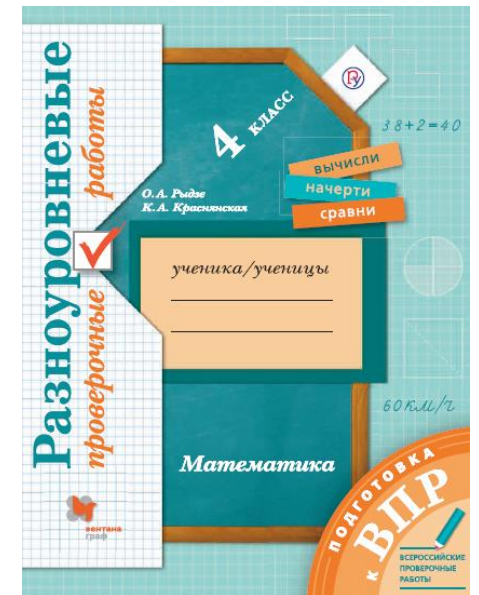 Разноуровневые
проверочные работы
4 КЛАСС
О. А. Рыдзе
К. А. Краснянская
38+2=40
вычисли
начерти
сравни
ученика/ученицы
60 км/ч
Математика
вентана
граф
ПОДГОТОВКА
к ВПР
ВСЕРОССИЙСКИЕ
ПРОВЕРОЧНЫЕ
РАБОТЫ